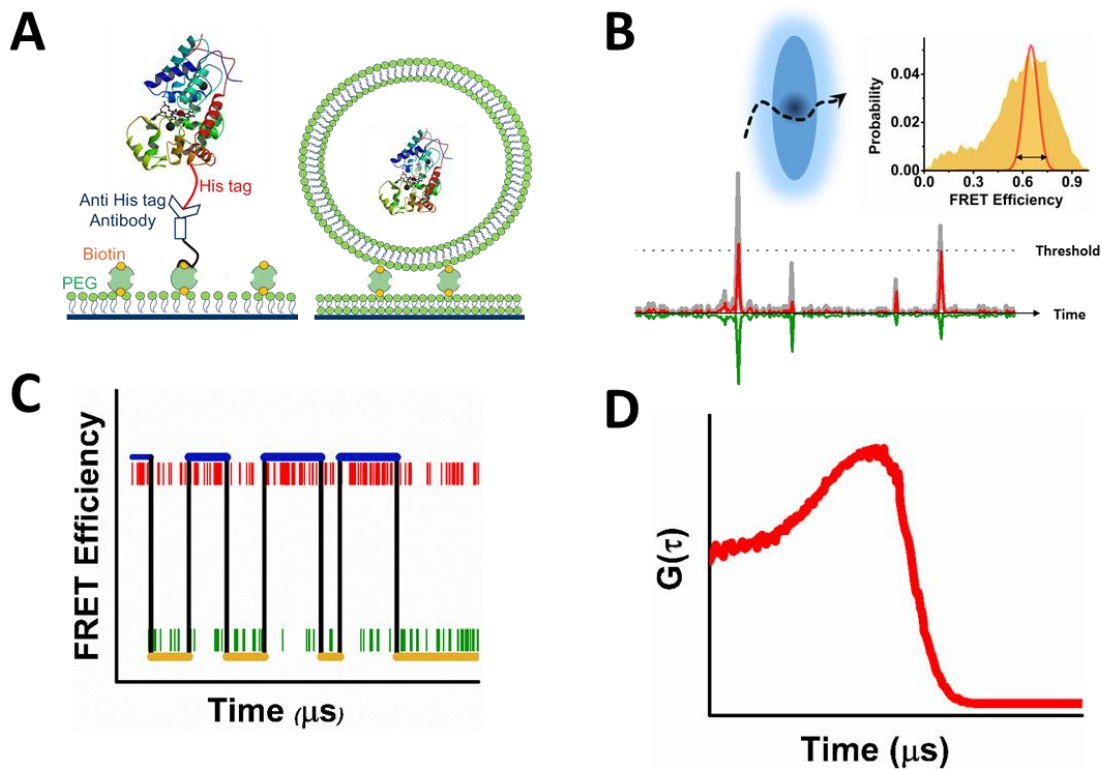 A
His tag
Anti His tag
Antibody
Biotin
PEG
B
Probability
0.04
0.02
0.00
0.0 0.3 0.6 0.9
FRET Efficiency
Threshold
Time
C
FRET Efficiency
Time (μs)
D
G(τ)
Time (μs)